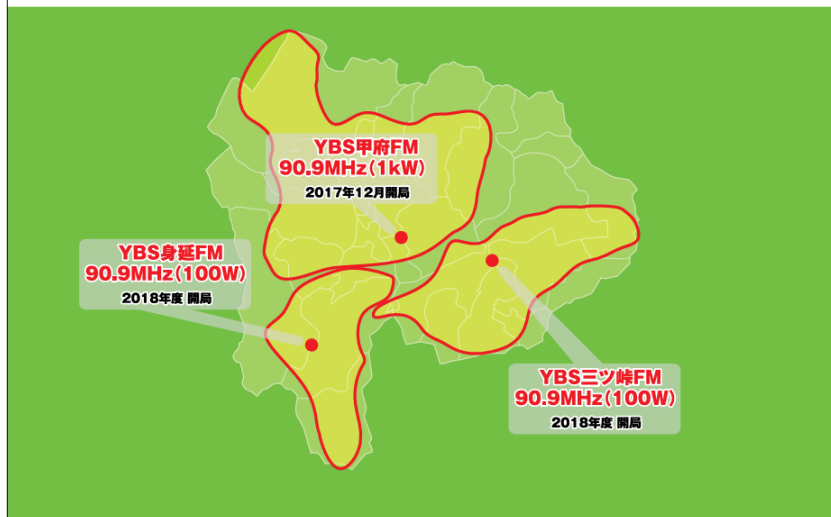 YBS甲府FM
90.9MHz(1kW)
2017年12月開局
YBS身延FM
90.9MHz(100W)
2018年度 開局
YBS三ツ峠FM
90.9MHz(100W)
2018年度 開局